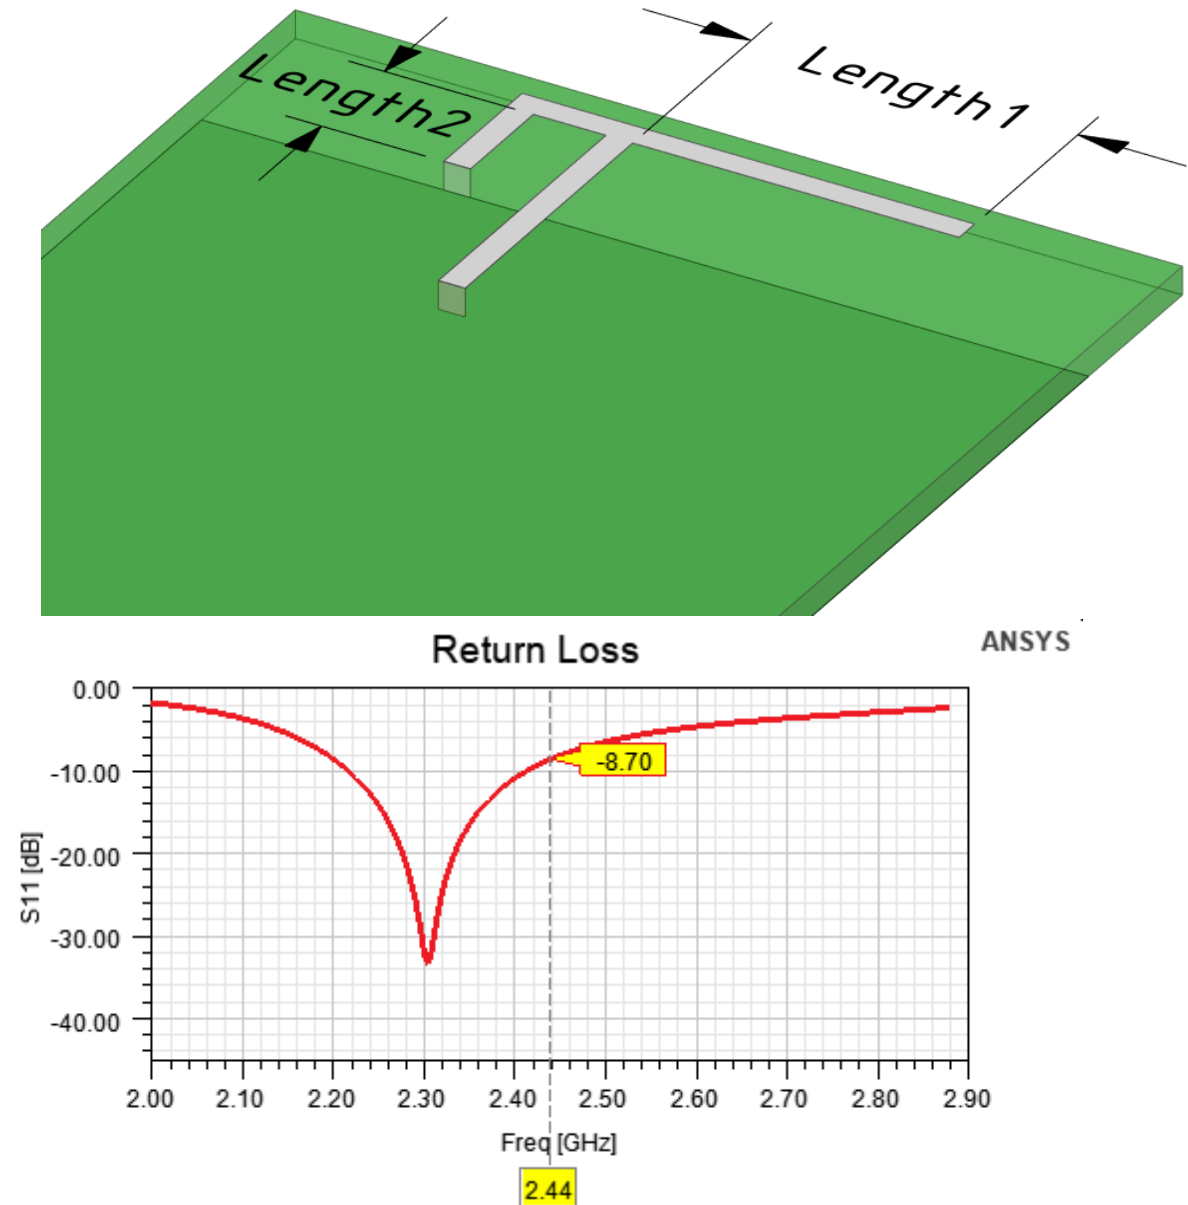 Length2
Length1
Return Loss
ANSYS
0.00
-10.00
-20.00
-30.00
-40.00
S11 [dB]
-8.70
2.00 2.10 2.20 2.30 2.40 2.50 2.60 2.70 2.80 2.90
Freq [GHz]
2.44